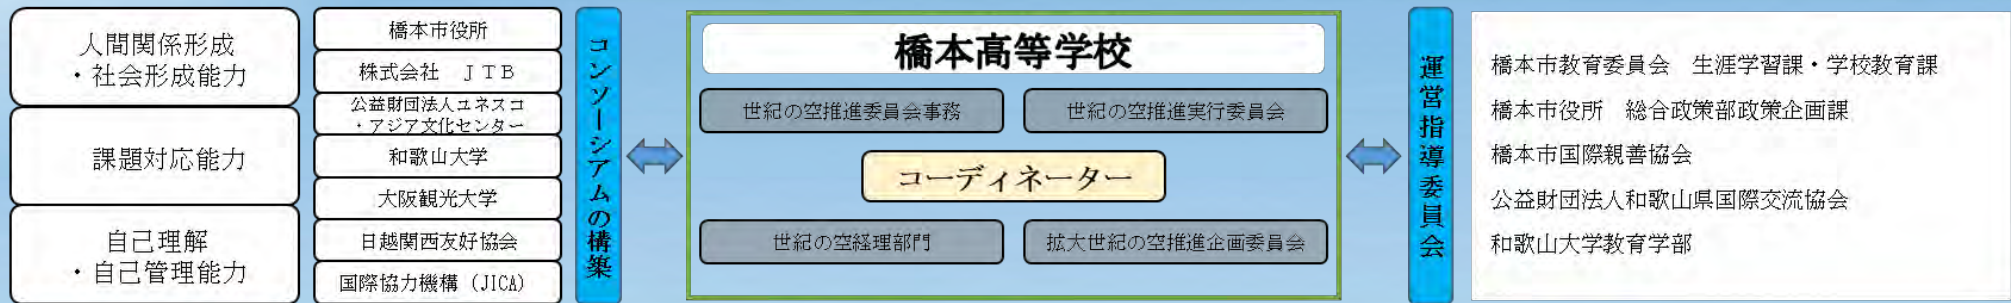 人間関係形成
・社会形成能力
課題対応能力
自己理解
・自己管理能力
橋本市役所
株式会社　ＪＴＢ
公益財団法人ユネスコ
・アジア文化センター
和歌山大学
大阪観光大学
日越関西友好協会
国際協力機構（JICA）
コンソーシアムの構築
橋本高等学校
世紀の空推進委員会事務
世紀の空推進実行委員会
コーディネーター
世紀の空経理部門
拡大世紀の空推進企画委員会
運営指導委員会
橋本市教育委員会　生涯学習課・学校教育課
橋本市役所　総合政策部政策企画課
橋本市国際親善協会
公益財団法人和歌山県国際交流協会
和歌山大学教育学部